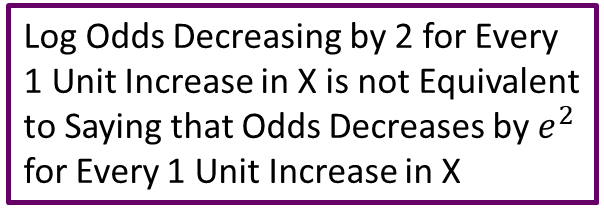 Log Odds Decreasing by 2 for Every
1 Unit Increase in X is not Equivalent
to Saying that Odds Decreases by e²
for Every 1 Unit Increase in X